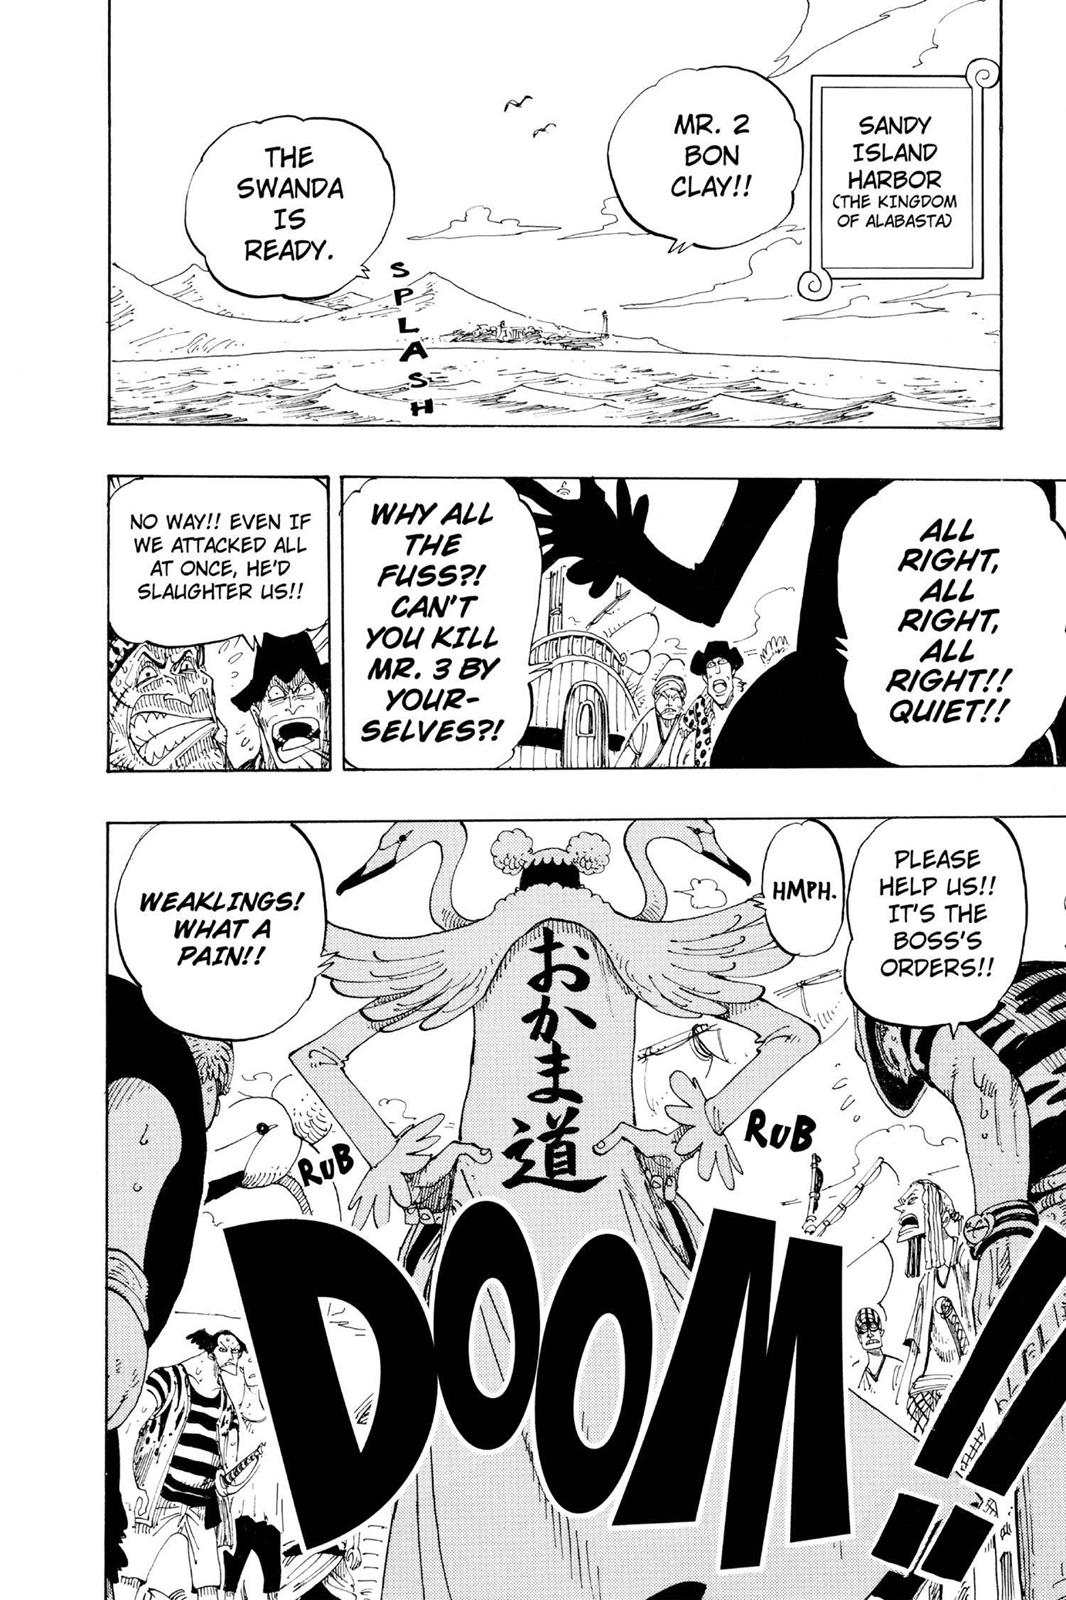 SANDY
ISLAND
HARBOR
(THE KINGDOM
OF ALABASTA)
MR. 2
BON
CLAY!!
THE
SWANDA
IS
READY.
SPLASH
ALL
RIGHT,
ALL
RIGHT,
ALL
RIGHT!!
QUIET!!
WHY ALL
THE
FUSS?!
CAN'T
YOU KILL
MR. 3 BY
YOUR-
SELVES?!
NO WAY!! EVEN IF
WE ATTACKED ALL
AT ONCE, HE'D
SLAUGHTER US!!
PLEASE
HELP US!!
IT'S THE
BOSS'S
ORDERS!!
HMPH.
WEAKLINGS!
WHAT A
PAIN!!
おかま道
RUB
RUB
DOOM!!